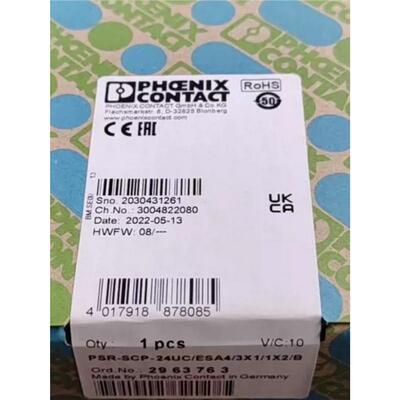 PHŒNIX
CONTACT
RoHS
50
PHOENIX CONTACT GmbH & Co.KG
Flachsmarktstr. 8, D-32825 Blomberg
www.phoenixcontact.com
CE EAC
Sno. 2030431261
Ch.No.: 3004822080
Date: 2022-05-13
HWFW: 08/---
UK
CA
4 017918 878085
Qty.: 1 pcs V/C:10
PSR-SCP-24UC/ESA4/3X1/1X2/B
Ord.No.: 29 63 76 3
Made by Phoenix Contact in Germany